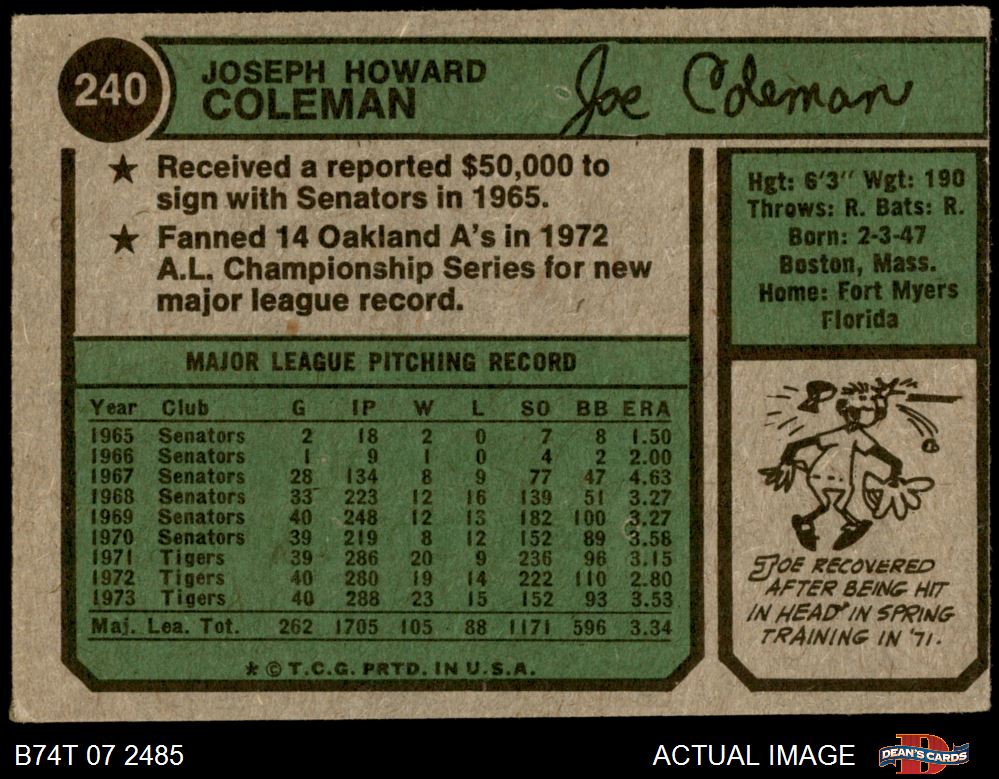 240
JOSEPH HOWARD
COLEMAN
Joe Coleman
★ Received a reported $50,000 to
sign with Senators in 1965.
★ Fanned 14 Oakland A's in 1972
A.L. Championship Series for new
major league record.
Hgt: 6'3" Wgt: 190
Throws: R. Bats: R.
Born: 2-3-47
Boston, Mass.
Home: Fort Myers
Florida
MAJOR LEAGUE PITCHING RECORD
Year Club G IP W L SO BB ERA
1965 Senators 2 18 2 0 7 8 1.50
1966 Senators 1 9 1 0 4 2 2.00
1967 Senators 28 134 8 9 77 47 4.63
1968 Senators 33 223 12 16 139 51 3.27
1969 Senators 40 248 12 13 182 100 3.27
1970 Senators 39 219 8 12 152 89 3.58
1971 Tigers 39 286 20 9 236 96 3.15
1972 Tigers 40 280 19 14 222 110 2.80
1973 Tigers 40 288 23 15 152 93 3.53
Maj. Lea. Tot. 262 1705 105 88 1171 596 3.34
* © T.C.G. PRTD. IN U.S.A.
JOE RECOVERED
AFTER BEING HIT
IN HEAD IN SPRING
TRAINING IN '71.
B74T 07 2485
ACTUAL IMAGE
D
DEAN'S CARDS